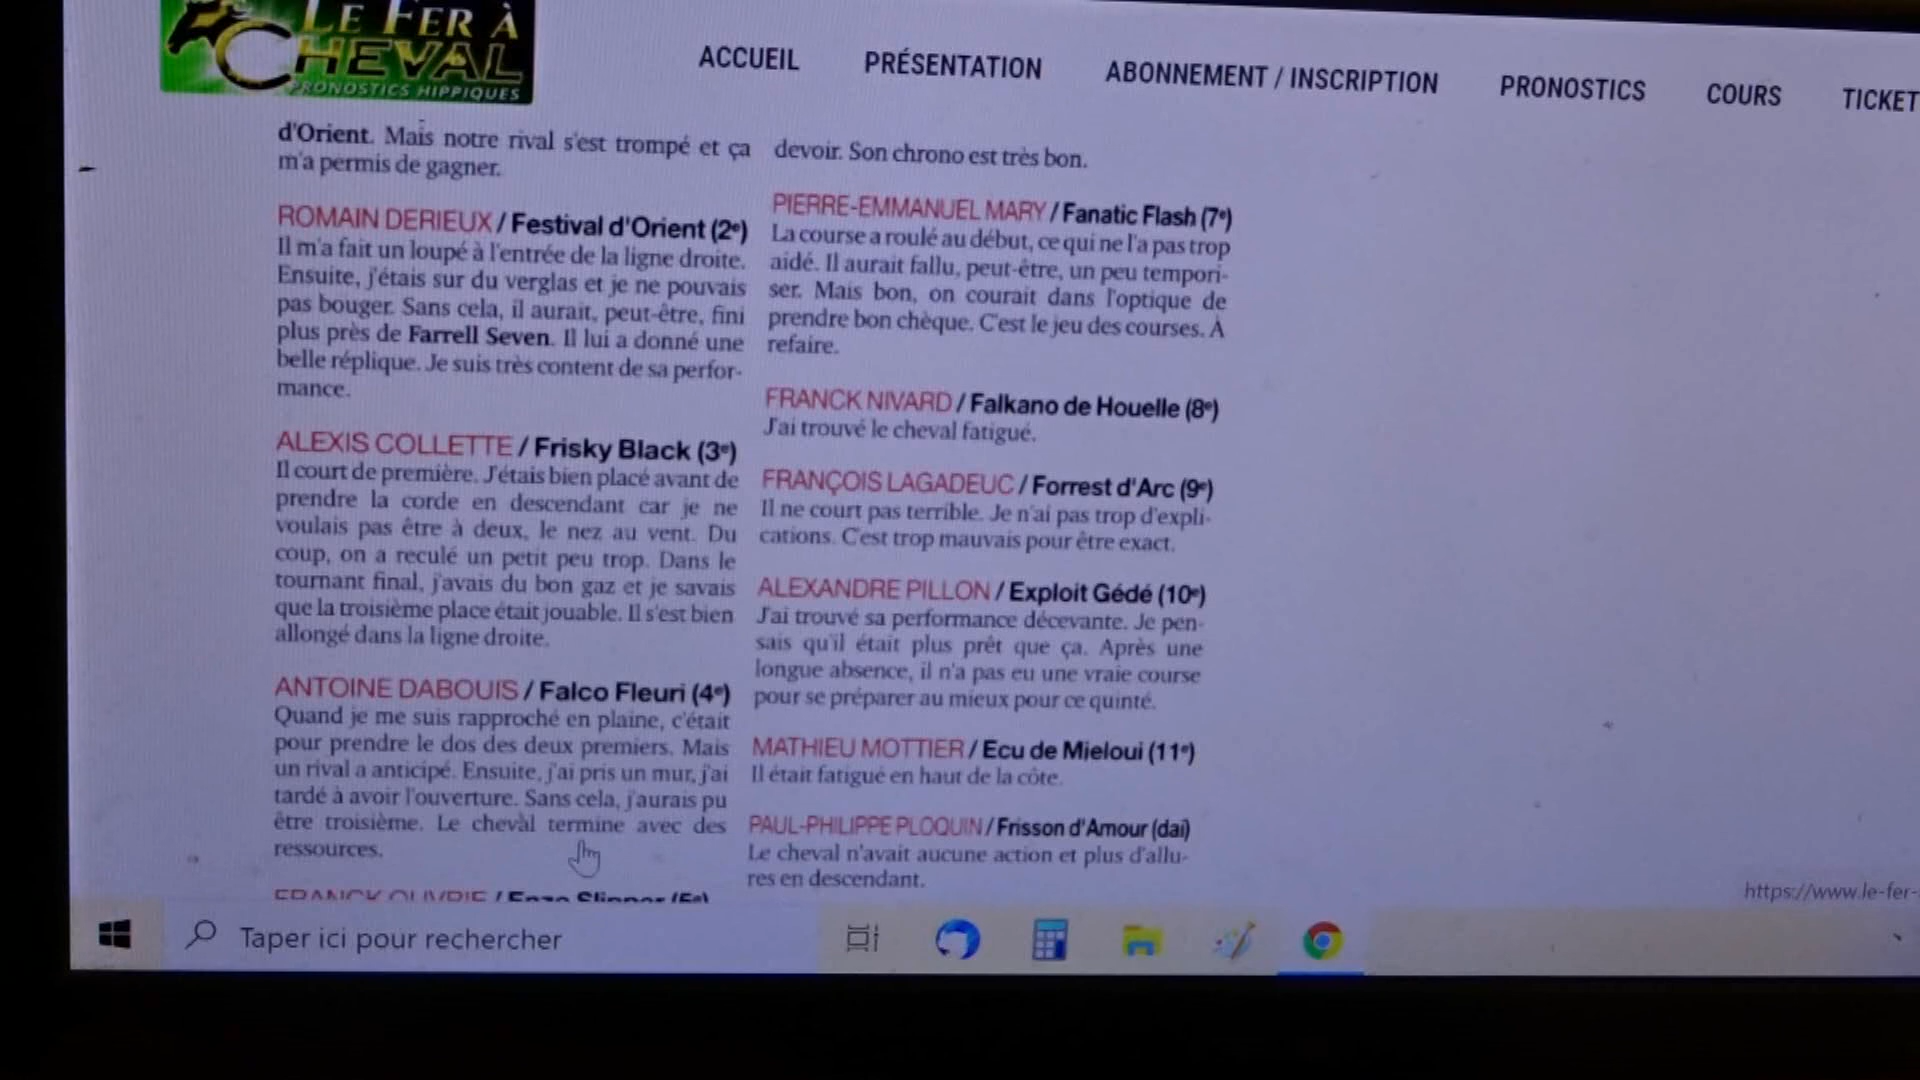 LE FER À
CHEVAL
PRONOSTICS HIPPIQUES
ACCUEIL
PRÉSENTATION
ABONNEMENT / INSCRIPTION
PRONOSTICS
COURS
TICKET
d'Orient. Mais notre rival s'est trompé et ça
m'a permis de gagner.
ROMAIN DERIEUX / Festival d'Orient (2e)
Il m'a fait un loupé à l'entrée de la ligne droite.
Ensuite, j'étais sur du verglas et je ne pouvais
pas bouger. Sans cela, il aurait, peut-être, fini
plus près de Farrell Seven. Il lui a donné une
belle réplique. Je suis très content de sa perfor-
mance.
ALEXIS COLLETTE / Frisky Black (3e)
Il court de première. J'étais bien placé avant de
prendre la corde en descendant car je ne
voulais pas être à deux, le nez au vent. Du
coup, on a reculé un petit peu trop. Dans le
tournant final, j'avais du bon gaz et je savais
que la troisième place était jouable. Il s'est bien
allongé dans la ligne droite.
ANTOINE DABOUIS / Falco Fleuri (4e)
Quand je me suis rapproché en plaine, c'était
pour prendre le dos des deux premiers. Mais
un rival a anticipé. Ensuite, j'ai pris un mur, j'ai
tardé à avoir l'ouverture. Sans cela, j'aurais pu
être troisième. Le cheval termine avec des
ressources.
FRANCK OUVRIE / Enzo Slipper (5e)
devoir. Son chrono est très bon.
PIERRE-EMMANUEL MARY / Fanatic Flash (7e)
La course a roulé au début, ce qui ne l'a pas trop
aidé. Il aurait fallu, peut-être, un peu tempori-
ser. Mais bon, on courait dans l'optique de
prendre bon chèque. C'est le jeu des courses. À
refaire.
FRANCK NIVARD / Falkano de Houelle (8e)
J'ai trouvé le cheval fatigué.
FRANÇOIS LAGADEUC / Forrest d'Arc (9e)
Il ne court pas terrible. Je n'ai pas trop d'expli-
cations. C'est trop mauvais pour être exact.
ALEXANDRE PILLON / Exploit Gédé (10e)
J'ai trouvé sa performance décevante. Je pen-
sais qu'il était plus prêt que ça. Après une
longue absence, il n'a pas eu une vraie course
pour se préparer au mieux pour ce quinté.
MATHIEU MOTTIER / Ecu de Mieloui (11e)
Il était fatigué en haut de la côte.
PAUL-PHILIPPE PLOQUIN / Frisson d'Amour (dai)
Le cheval n'avait aucune action et plus d'allu-
res en descendant.
https://www.le-fer-
Taper ici pour rechercher